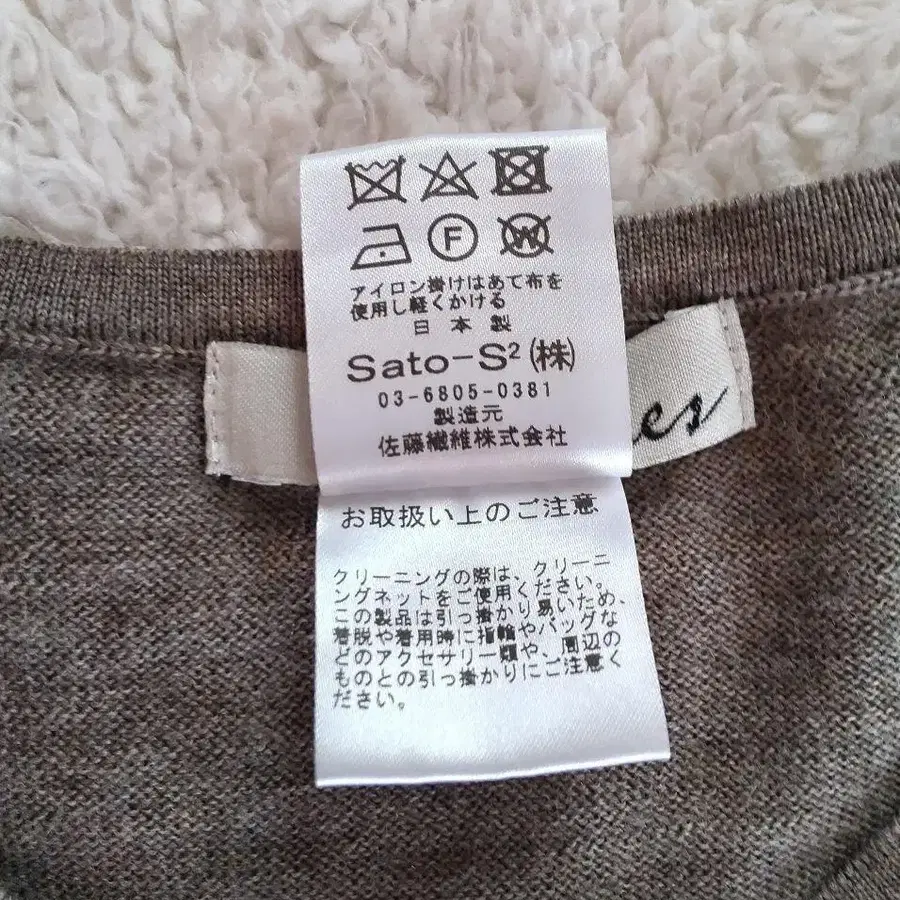 F
W
アイロン掛けはあて布を
使用し軽くかける
日本製
Sato-S²(株)
03-6805-0381
製造元
佐藤繊維株式会社
お取扱い上のご注意
クリーニングの際は、クリーニ
ングネットをご使用ください。
この製品は引っ掛かり易いため、
着脱や着用時に指輪やバッグな
どのアクセサリー類や、周辺の
ものとの引っ掛かりにご注意く
ださい。